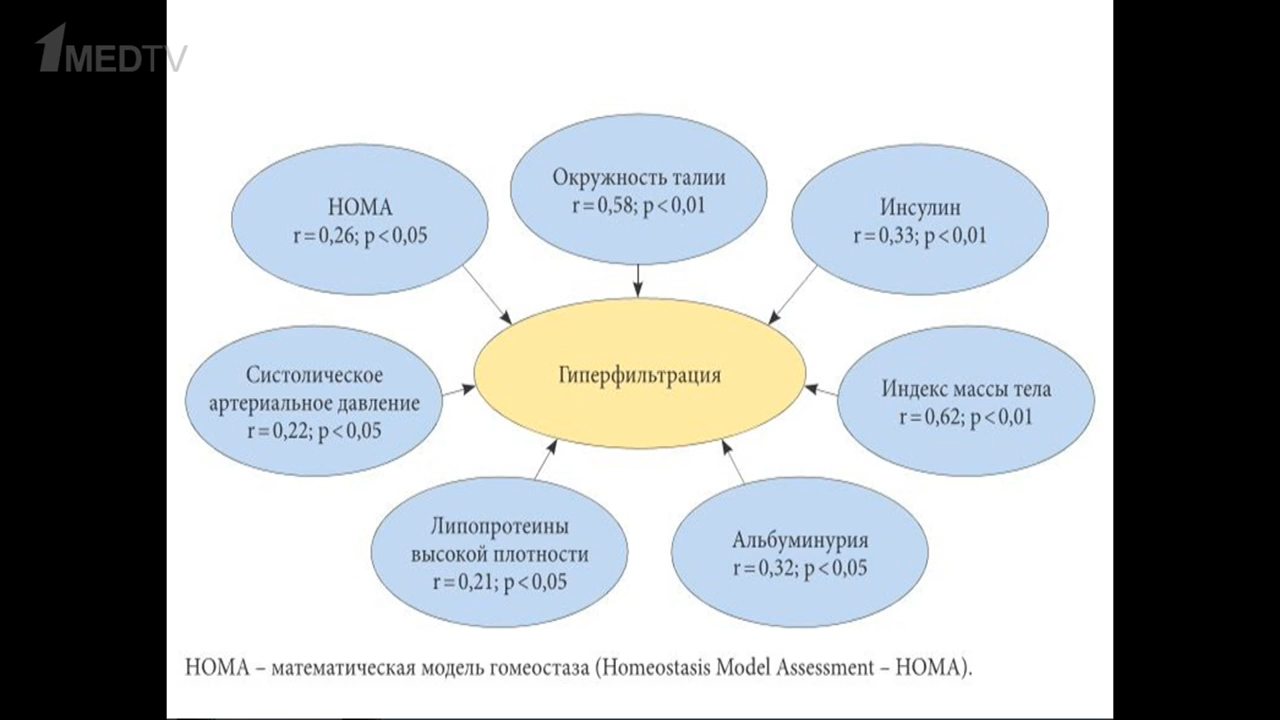 1MEDTV
Окружность талии
r = 0,58; p < 0,01
НОМА
r = 0,26; p < 0,05
Инсулин
r = 0,33; p < 0,01
Гиперфильтрация
Систолическое
артериальное давление
r = 0,22; p < 0,05
Индекс массы тела
r = 0,62; p < 0,01
Липопротеины
высокой плотности
r = 0,21; p < 0,05
Альбуминурия
r = 0,32; p < 0,05
НОМА – математическая модель гомеостаза (Homeostasis Model Assessment – HOMA).